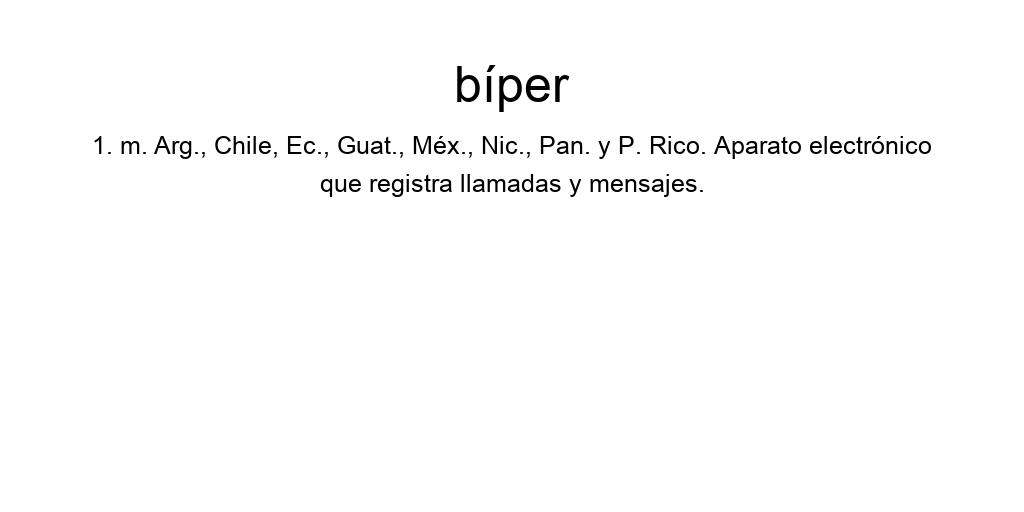 bíper
1. m. Arg., Chile, Ec., Guat., Méx., Nic., Pan. y P. Rico. Aparato electrónico
que registra llamadas y mensajes.